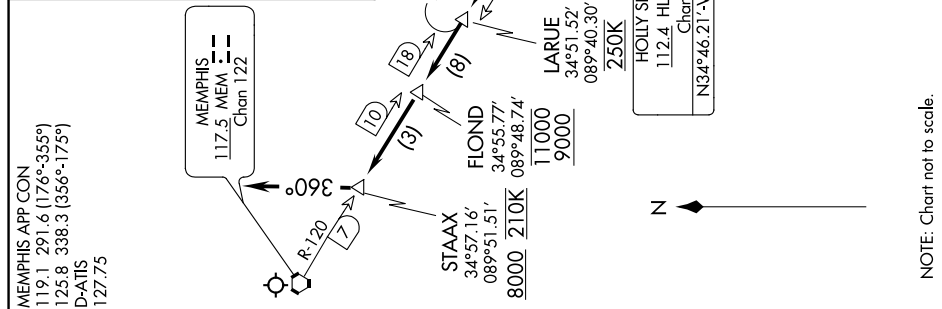 MEMPHIS APP CON
119.1 291.6 (176°-355°)
125.8 338.3 (356°-175°)
D-ATIS
127.75
MEMPHIS
117.5 MEM
Chan 122
360°
R-120
7
(3)
10
(8)
18
STAAX
34°57.16'
089°51.51'
8000 210K
FLOND
34°55.77'
089°48.74'
11000
9000
LARUE
34°51.52'
089°40.30'
250K
112.4
N34°46.21'
N
NOTE: Chart not to scale.